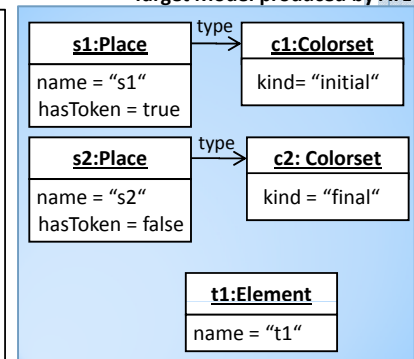 Target model produced by ATL
type
s1:Place
c1:Colorset
name = “s1“
hasToken = true
kind= “initial“
type
s2:Place
c2: Colorset
name = “s2“
hasToken = false
kind = “final“
t1:Element
name = “t1“